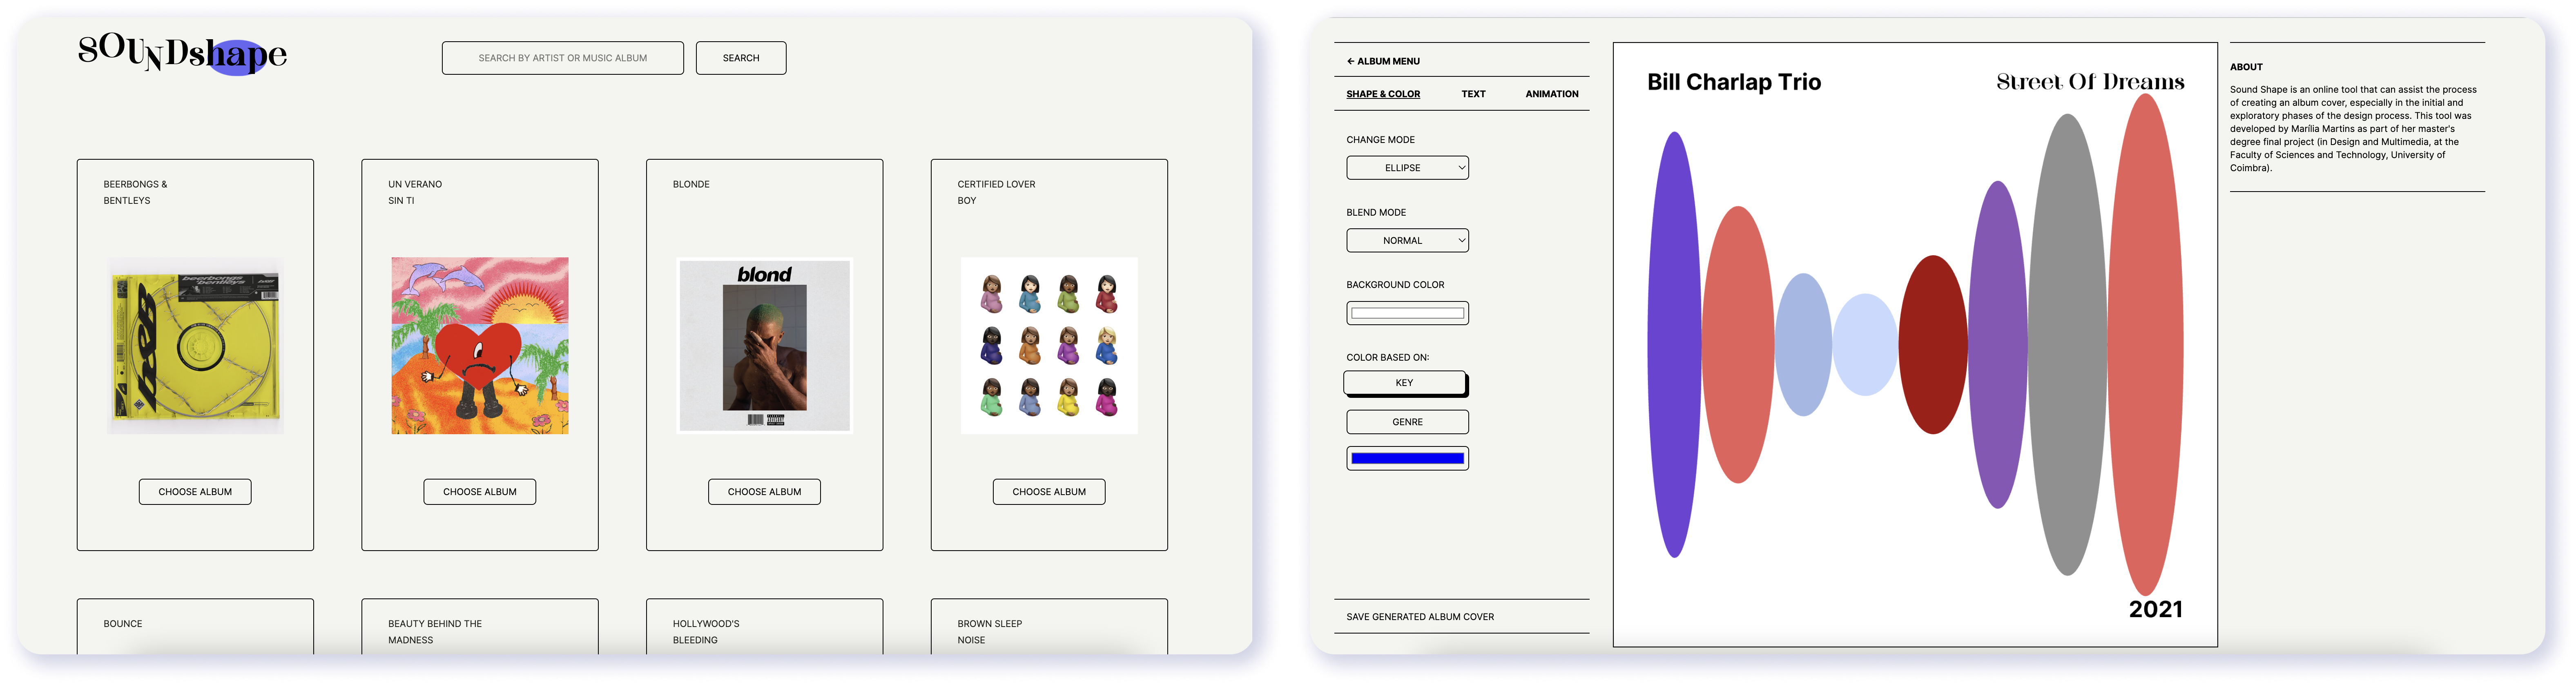 SOUNDshape
SEARCH BY ARTIST OR MUSIC ALBUM
SEARCH
BEERBONGS &
BENTLEYS
beerbongs
bentleys
CHOOSE ALBUM
UN VERANO
SIN TI
CHOOSE ALBUM
BLONDE
blond
CHOOSE ALBUM
CERTIFIED LOVER
BOY
CHOOSE ALBUM
BOUNCE
BEAUTY BEHIND THE
MADNESS
HOLLYWOOD'S
BLEEDING
BROWN SLEEP
NOISE
← ALBUM MENU
SHAPE & COLOR
TEXT
ANIMATION
CHANGE MODE
ELLIPSE
BLEND MODE
NORMAL
BACKGROUND COLOR
COLOR BASED ON:
KEY
GENRE
SAVE GENERATED ALBUM COVER
Bill Charlap Trio
Street Of Dreams
2021
ABOUT
Sound Shape is an online tool that can assist the process
of creating an album cover, especially in the initial and
exploratory phases of the design process. This tool was
developed by Marília Martins as part of her master's
degree final project (in Design and Multimedia, at the
Faculty of Sciences and Technology, University of
Coimbra).